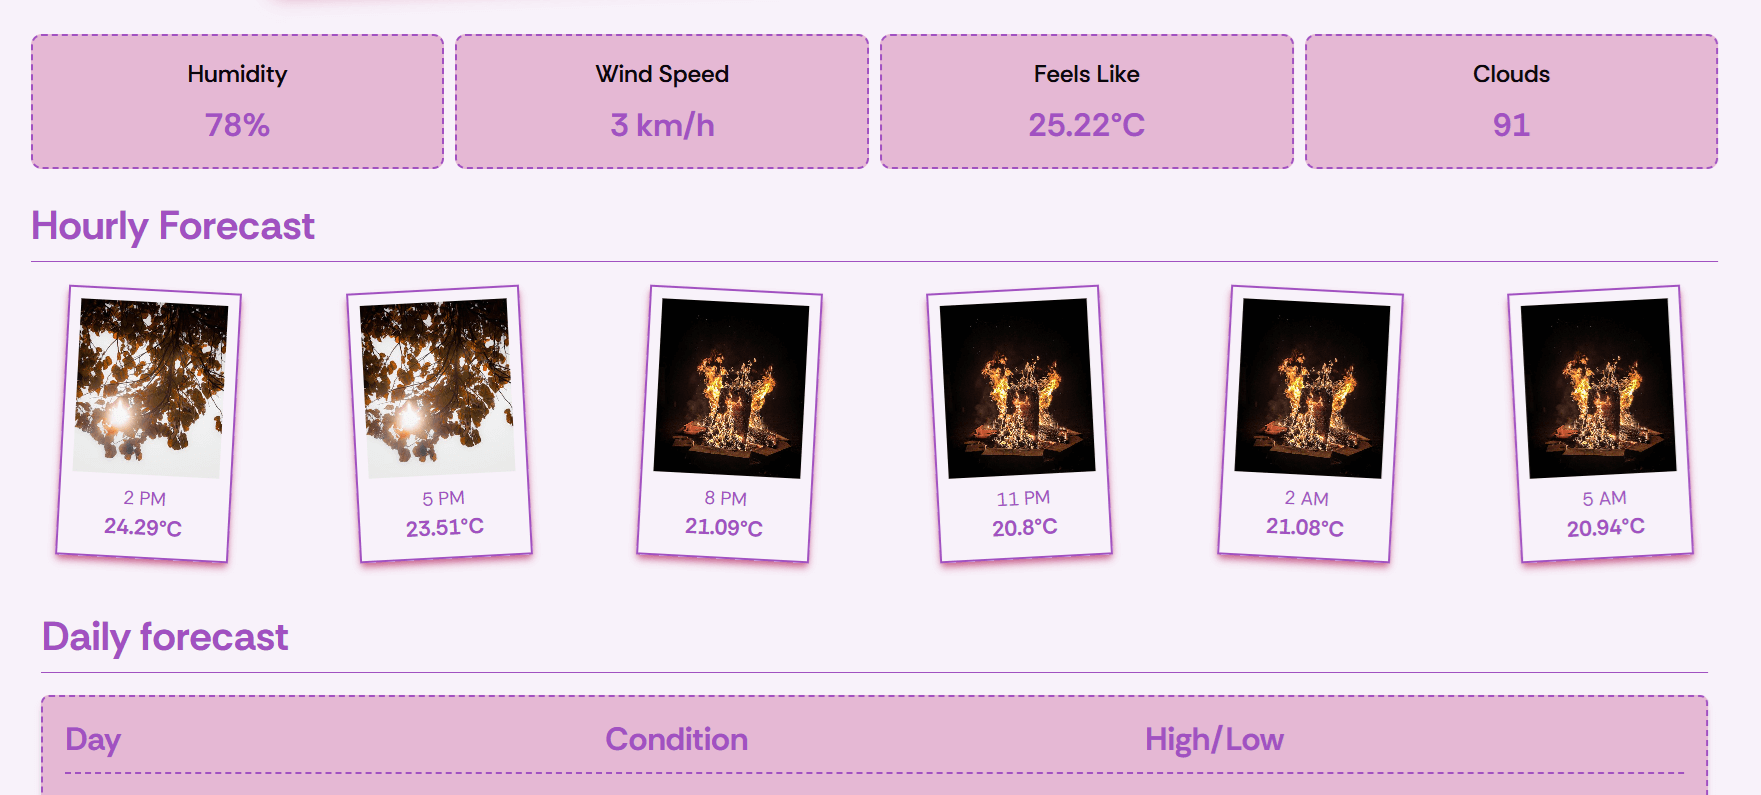 Humidity
78%
Wind Speed
3 km/h
Feels Like
25.22°C
Clouds
91
Hourly Forecast
2 PM
24.29°C
5 PM
23.51°C
8 PM
21.09°C
11 PM
20.8°C
2 AM
21.08°C
5 AM
20.94°C
Daily forecast
Day Condition High/Low